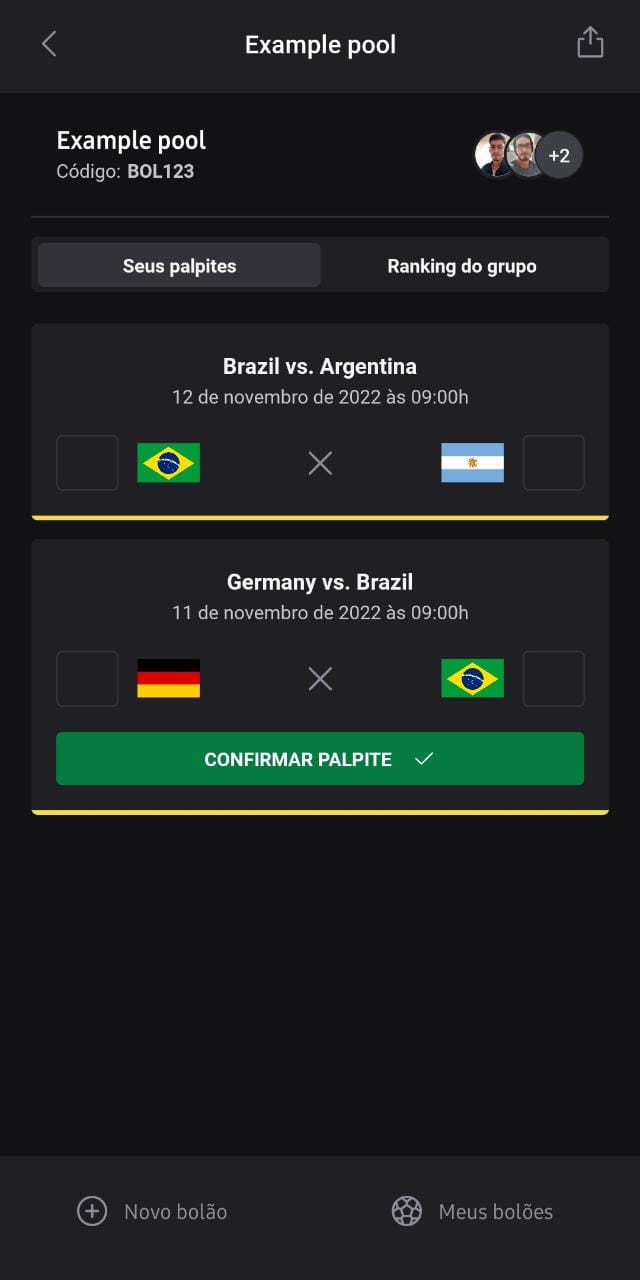 Example pool
Example pool
Código: BOL123
+2
Seus palpites
Ranking do grupo
Brazil vs. Argentina
12 de novembro de 2022 às 09:00h
Germany vs. Brazil
11 de novembro de 2022 às 09:00h
CONFIRMAR PALPITE
Novo bolão
Meus bolões